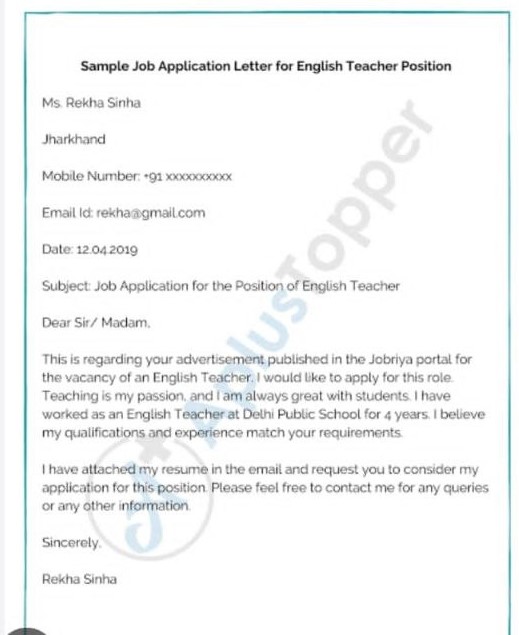 Sample Job Application Letter for English Teacher Position
Ms. Rekha Sinha
Jharkhand
Mobile Number: +91 xxxxxxxxxx
Email Id: rekha@gmail.com
Date: 12.04.2019
Subject: Job Application for the Position of English Teacher
Dear Sir/ Madam,
This is regarding your advertisement published in the Jobriya portal for
the vacancy of an English Teacher. I would like to apply for this role.
Teaching is my passion, and I am always great with students. I have
worked as an English Teacher at Delhi Public School for 4 years. I believe
my qualifications and experience match your requirements.
I have attached my resume in the email and request you to consider my
application for this position. Please feel free to contact me for any queries
or any other information.
Sincerely,
Rekha Sinha
AplusTopper